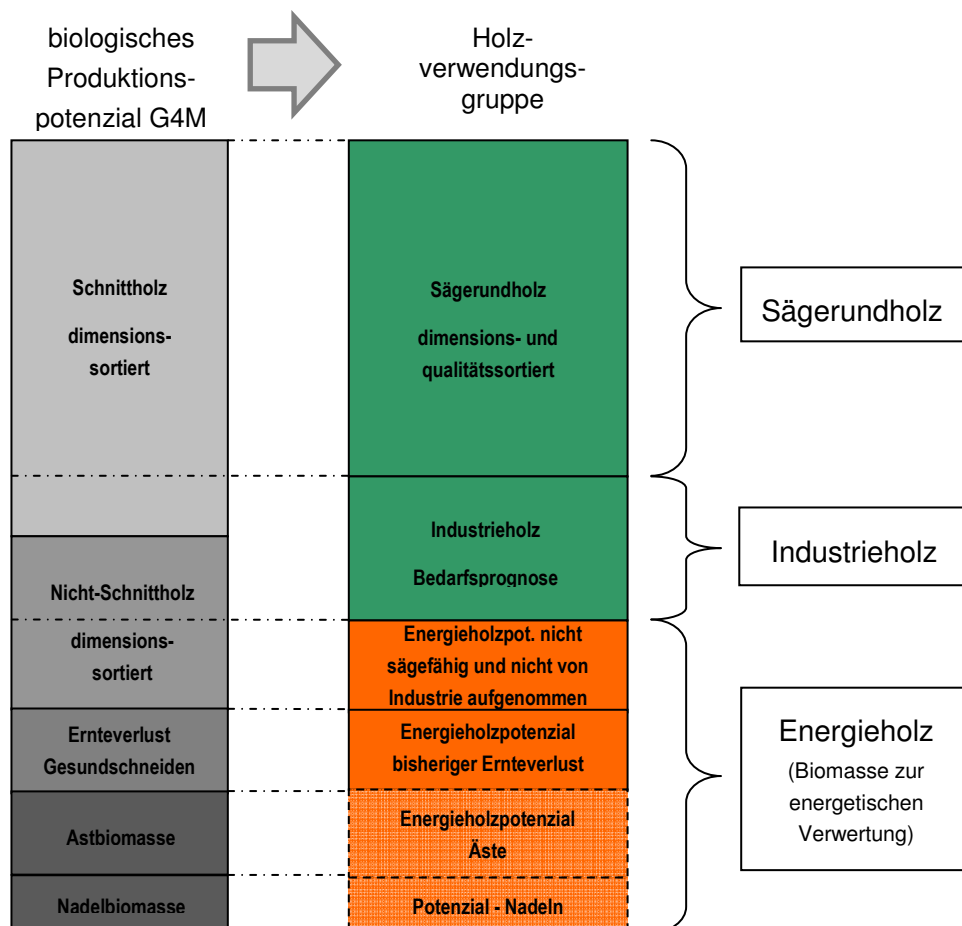 biologisches
Produktions-
potenzial G4M
Holz-
verwendungs-
gruppe
Schnittholz
dimensions-
sortiert
Nicht-Schnittholz
dimensions-
sortiert
Ernteverlust
Gesundschneiden
Astbiomasse
Nadelbiomasse
Sägerundholz
dimensions- und
qualitätssortiert
Industrieholz
Bedarfsprognose
Energieholzpot. nicht
sägefähig und nicht von
Industrie aufgenommen
Energieholzpotenzial
bisheriger Ernteverlust
Energieholzpotenzial
Äste
Potenzial - Nadeln
Sägerundholz
Industrieholz
Energieholz
(Biomasse zur
energetischen
Verwertung)